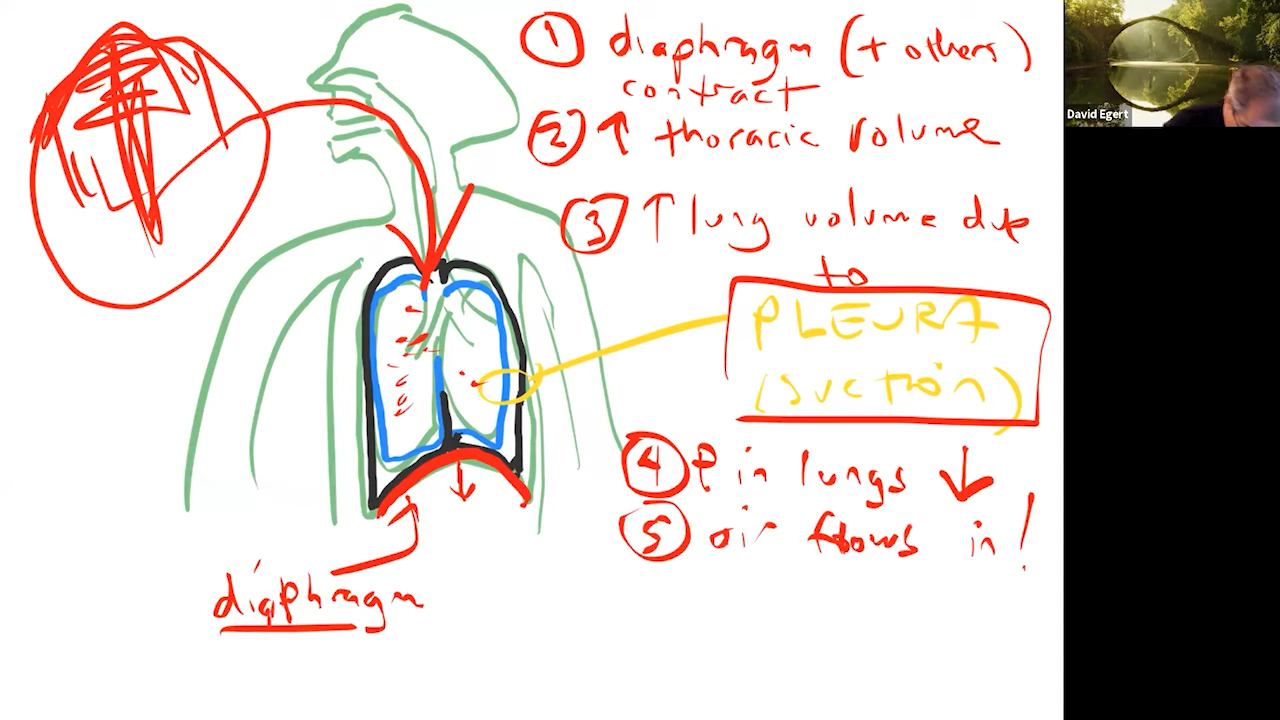 ① diaphragm (+ others)
contract
② ↑ thoracic volume
③ ↑ lung volume due
to
PLEURA
(suction)
④ P in lungs ↓
⑤ air flows in!
diaphragm
David Egert